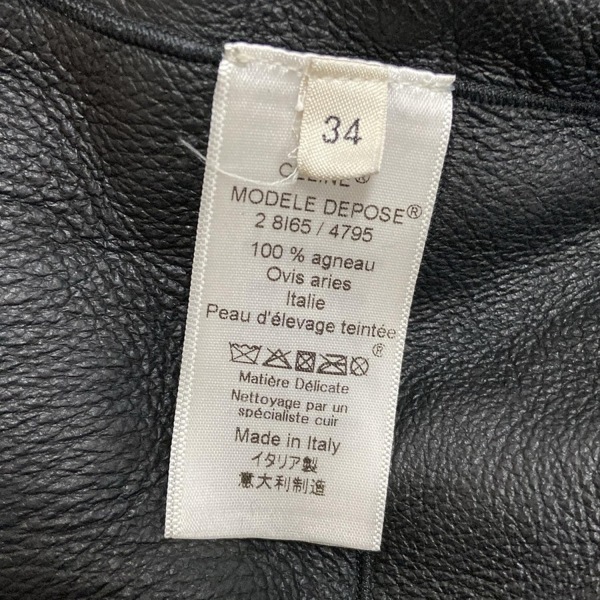 34
CELINE®
MODELE DEPOSE®
2 8I65 / 4795
100 % agneau
Ovis aries
Italie
Peau d'élevage teintée
®
Matière Délicate
Nettoyage par un
spécialiste cuir
Made in Italy
イタリア製
意大利制造